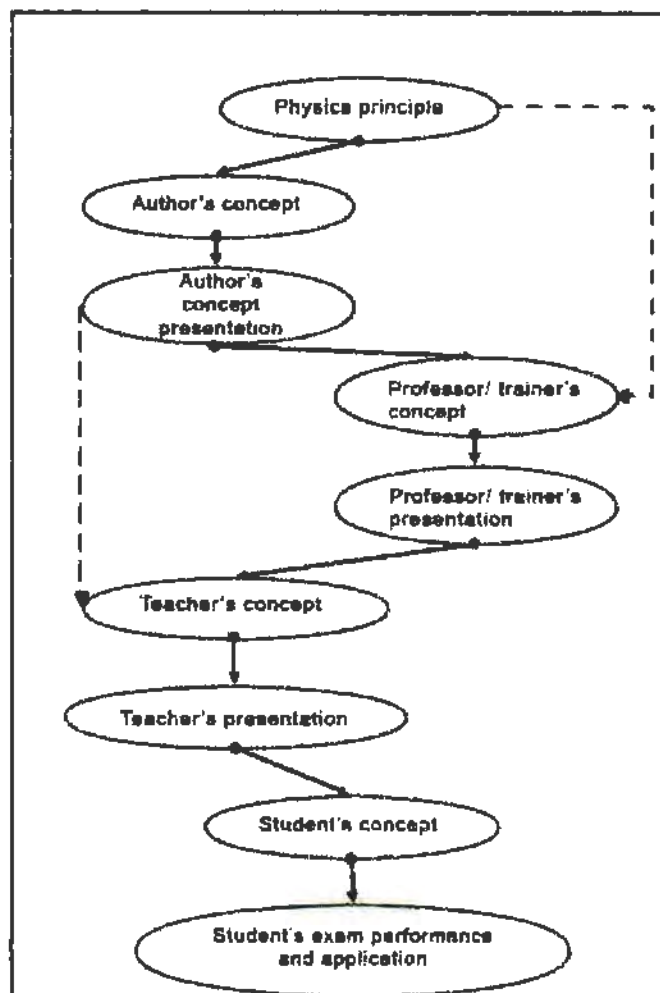 Physics principle
Author's concept
Author's
concept
presentation
Professor/ trainer's
concept
Professor/ trainer's
presentation
Teacher's concept
Teacher's presentation
Student's concept
Student's exam performance
and application